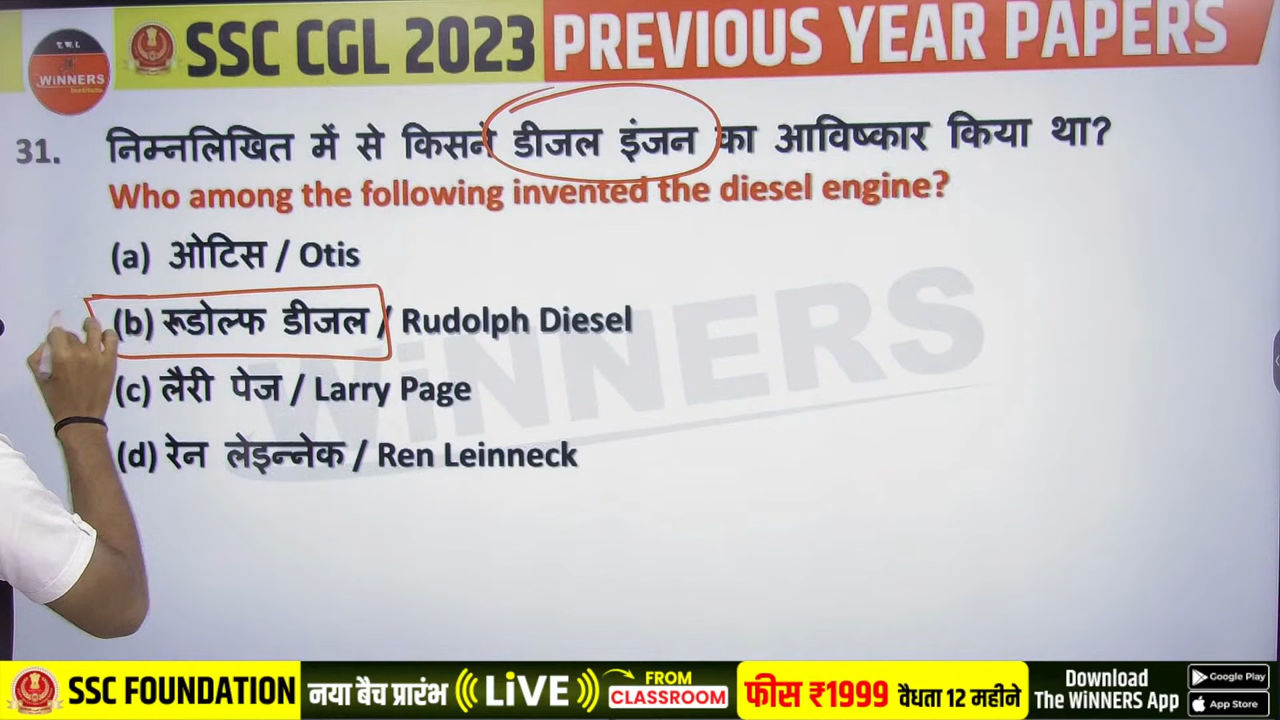 ए.आ.ई.
WiNNERS
Institute
SSC CGL 2023 PREVIOUS YEAR PAPERS
31. निम्नलिखित में से किसने डीजल इंजन का आविष्कार किया था?
Who among the following invented the diesel engine?
(a) ओटिस / Otis
(b) रूडोल्फ डीजल / Rudolph Diesel
(c) लैरी पेज / Larry Page
(d) रेन लेइन्नेक / Ren Leinneck
WiNNERS
SSC FOUNDATION नया बैच प्रारंभ LiVE FROM CLASSROOM फीस ₹1999 वैधता 12 महीने Download The WiNNERS App Google Play App Store